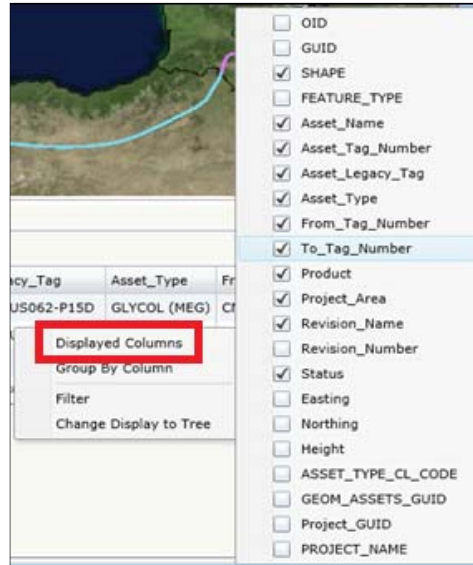 OID
GUID
SHAPE
FEATURE_TYPE
Asset_Name
Asset_Tag_Number
Asset_Legacy_Tag
Asset_Type
From_Tag_Number
To_Tag_Number
Product
Project_Area
Revision_Name
Revision_Number
Status
Easting
Northing
Height
ASSET_TYPE_CL_CODE
GEOM_ASSETS_GUID
Project_GUID
PROJECT_NAME
acy_Tag Asset_Type Fr
US062-P15D GLYCOL (MEG)
Displayed Columns
Group By Column
Filter
Change Display to Tree